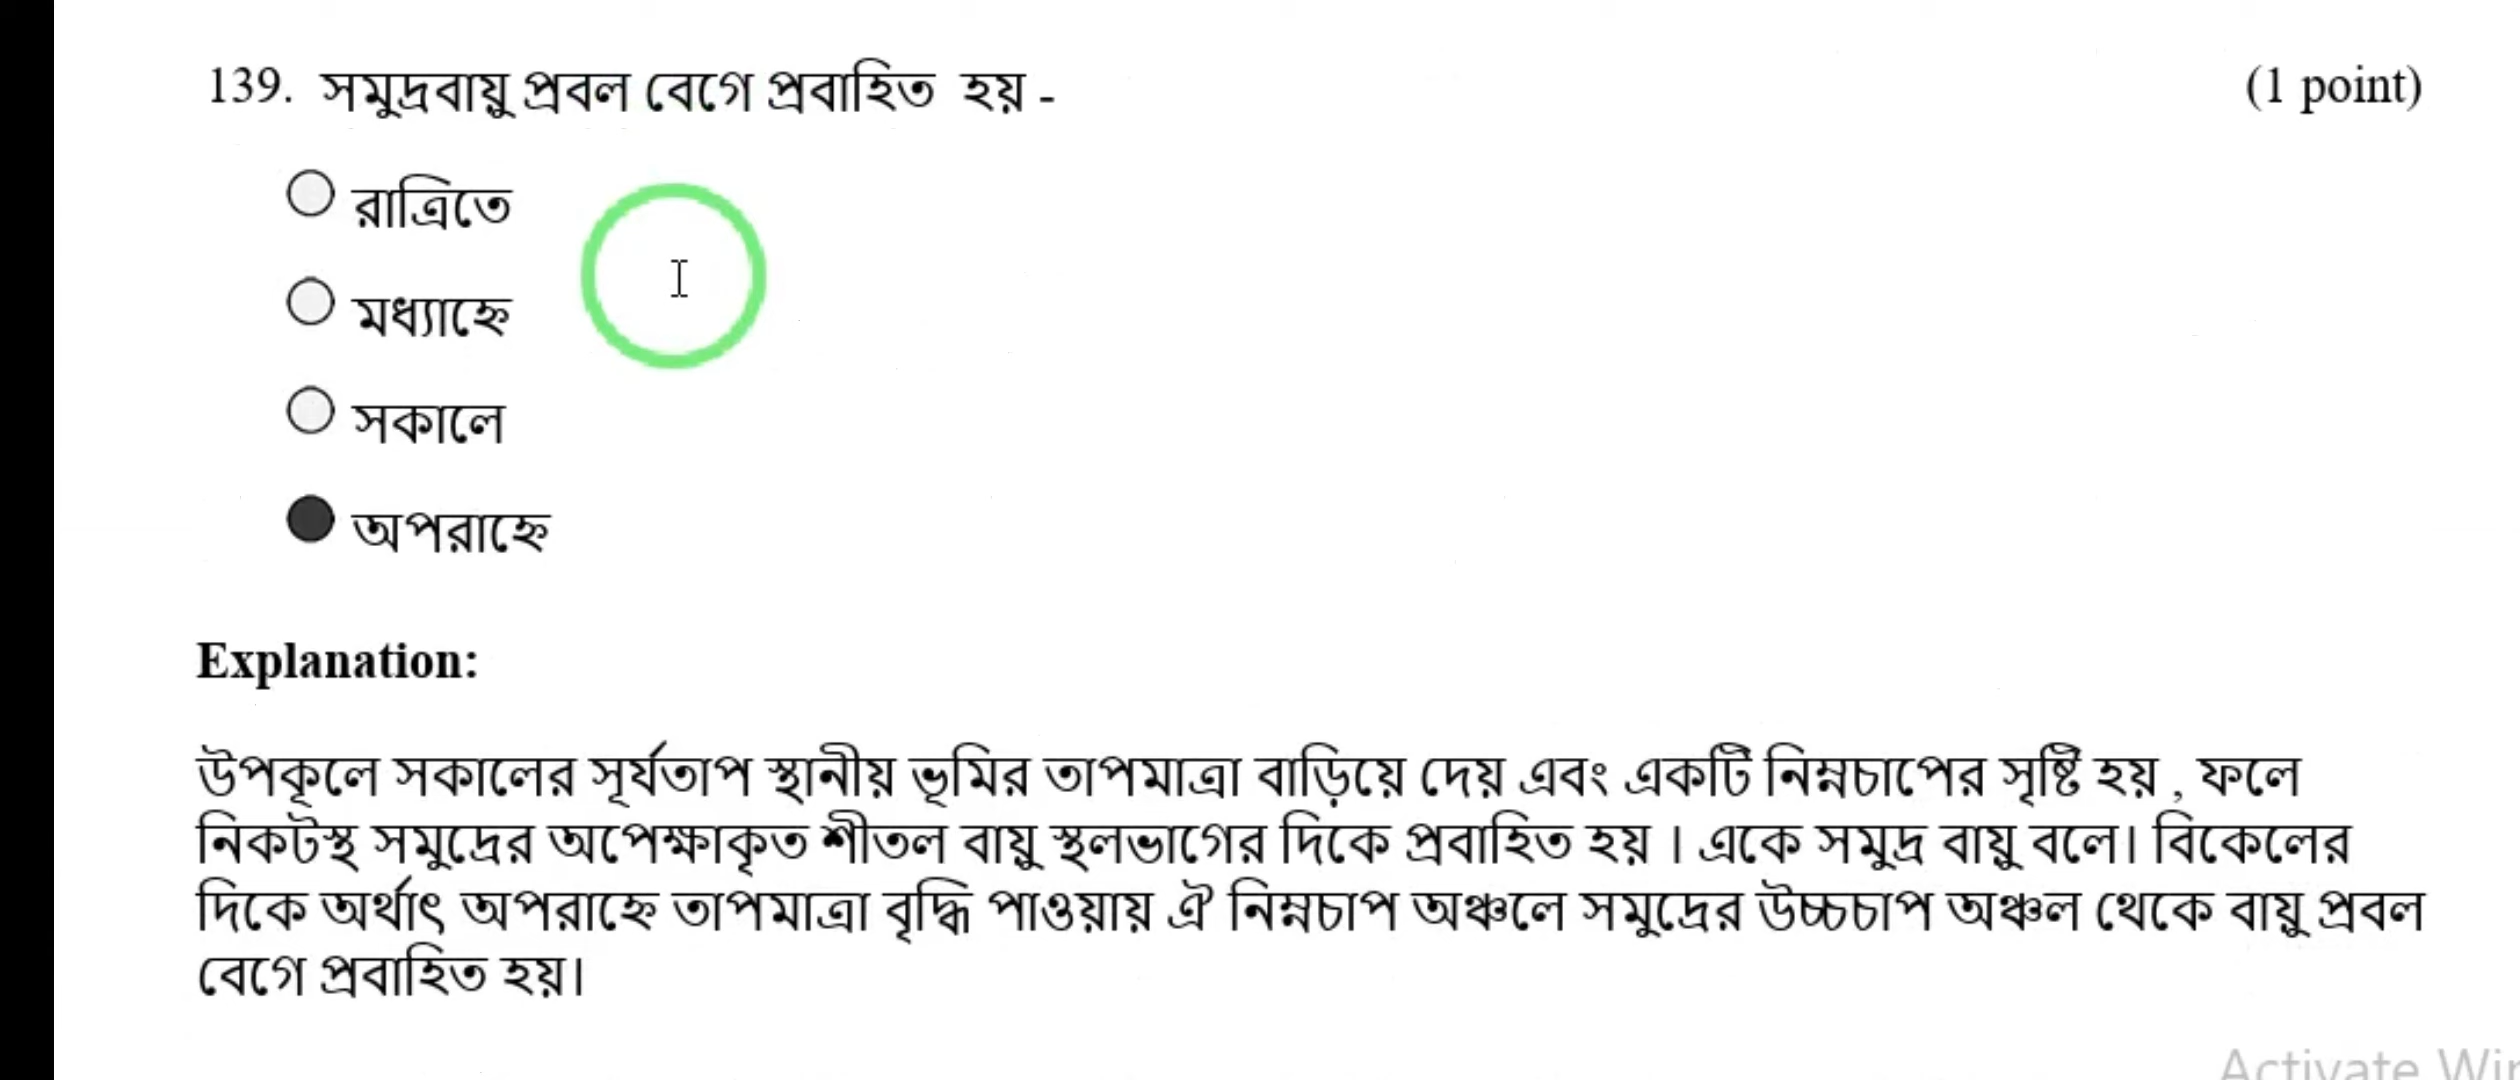 139. সমুদ্রবায়ু প্রবল বেগে প্রবাহিত হয় - (1 point)
রাত্রিতে
মধ্যাহ্নে
সকালে
অপরাহ্নে
Explanation:
উপকূলে সকালের সূর্যতাপ স্থানীয় ভূমির তাপমাত্রা বাড়িয়ে দেয় এবং একটি নিম্নচাপের সৃষ্টি হয় , ফলে
নিকটস্থ সমুদ্রের অপেক্ষাকৃত শীতল বায়ু স্থলভাগের দিকে প্রবাহিত হয় । একে সমুদ্র বায়ু বলে। বিকেলের
দিকে অর্থাৎ অপরাহ্নে তাপমাত্রা বৃদ্ধি পাওয়ায় ঐ নিম্নচাপ অঞ্চলে সমুদ্রের উচ্চচাপ অঞ্চল থেকে বায়ু প্রবল
বেগে প্রবাহিত হয়।
Activate Win